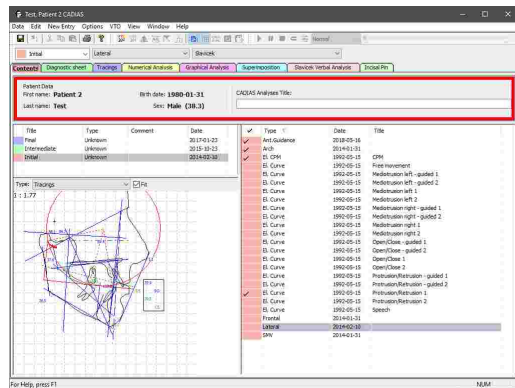 Test, Patient 2 CADIAS
Data Edit New Entry Options VTO View Window Help
Normal
Initial Lateral Slavicek
Contents Diagnostic sheet Tracings Numerical Analysis Graphical Analysis Superimposition Slavicek Verbal Analysis Incisal Pin
Patient Data
First name: Patient 2 Birth date: 1980-01-31 CADIAS Analyses Title:
Last name: Test Sex: Male (38.3)
Title Type Comment Date
Final Unknown 2017-01-23
Intermediate Unknown 2015-10-23
Initial Unknown 2014-02-10
Type: Tracings Fit
1 : 1.77
Type Date Title
Ant.Guidance 2018-05-16
Arch 2014-01-31
El. CPM 1992-05-15 CPM
El. Curve 1992-05-15 Free movement
El. Curve 1992-05-15 Mediotrusion left - guided 1
El. Curve 1992-05-15 Mediotrusion left - guided 2
El. Curve 1992-05-15 Mediotrusion left 1
El. Curve 1992-05-15 Mediotrusion left 2
El. Curve 1992-05-15 Mediotrusion right - guided 1
El. Curve 1992-05-15 Mediotrusion right - guided 2
El. Curve 1992-05-15 Mediotrusion right 1
El. Curve 1992-05-15 Mediotrusion right 2
El. Curve 1992-05-15 Open/Close - guided 1
El. Curve 1992-05-15 Open/Close - guided 2
El. Curve 1992-05-15 Open/Close 1
El. Curve 1992-05-15 Open/Close 2
El. Curve 1992-05-15 Protrusion/Retrusion - guided 1
El. Curve 1992-05-15 Protrusion/Retrusion - guided 2
El. Curve 1992-05-15 Protrusion/Retrusion 1
El. Curve 1992-05-15 Protrusion/Retrusion 2
El. Curve 1992-05-15 Speech
Frontal 2014-01-31
Lateral 2014-02-10
SMV 2014-01-31
For Help, press F1 NUM